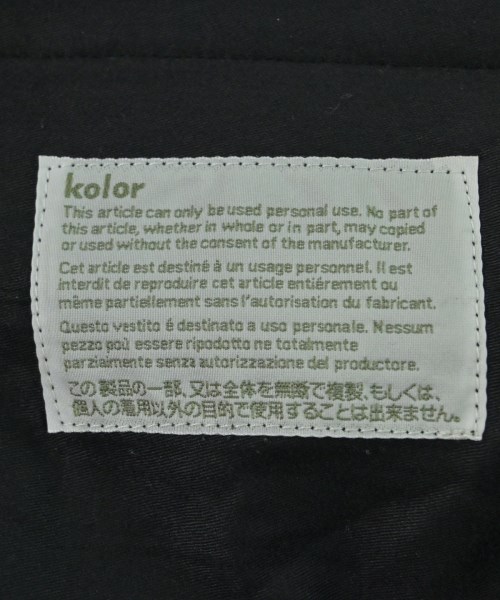 kolor
This article can only be used personal use. No part of
this article, whether in whole or in part, may copied
or used without the consent of the manufacturer.
Cet article est destiné à un usage personnel. Il est
interdit de reproduire cet article entiérement ou
même partiellement sans l'autorisation du fabricant.
Questo vestito é destinato a uso personale. Nessum
pezzo può essere ripodotto ne totalmente
parzialmente senza autorizzazione del productore.
この製品の一部、又は全体を無断で複製、もしくは、
個人の着用以外の目的で使用することは出来ません。